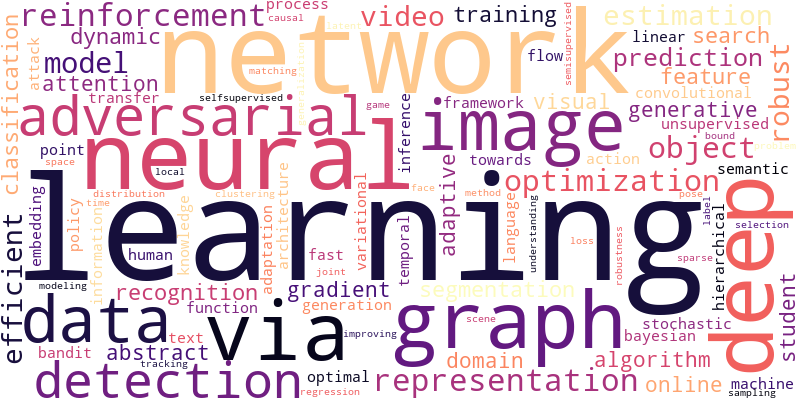 reinforcement
process
causal
latent
video
training
estimation
dynamic
network
flow
linear
search
model
semisupervised
prediction
attack
attention
matching
feature
classification
transfer
selfsupervised
game
framework
visual
convolutional
robust
adversarial
generalization
inference
image
generative
unsupervised
bound
problem
point
neural
towards
action
object
space
local
semantic
embedding
policy
distribution
time
clustering
face
method
optimization
pose
learning
human
information
knowledge
adaptation
architecture
variational
temporal
adaptive
language
understanding
loss
robustness
sparse
label
hierarchical
selection
deep
efficient
modeling
recognition
fast
joint
gradient
segmentation
function
generation
data
via
graph
stochastic
student
bayesian
bandit
abstract
text
improving
scene
domain
algorithm
tracking
detection
optimal
regression
representation
online
machine
sampling